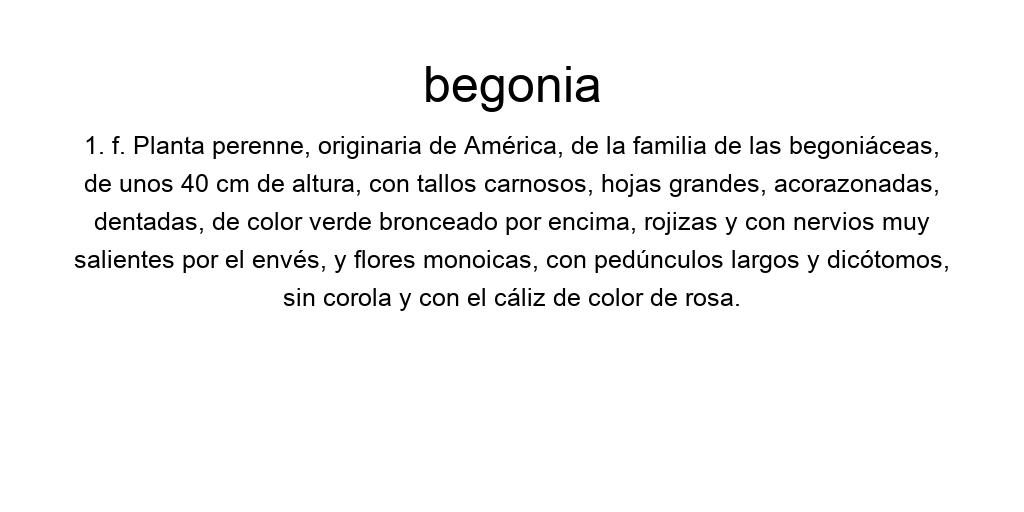 begonia
1. f. Planta perenne, originaria de América, de la familia de las begoniáceas,
de unos 40 cm de altura, con tallos carnosos, hojas grandes, acorazonadas,
dentadas, de color verde bronceado por encima, rojizas y con nervios muy
salientes por el envés, y flores monoicas, con pedúnculos largos y dicótomos,
sin corola y con el cáliz de color de rosa.